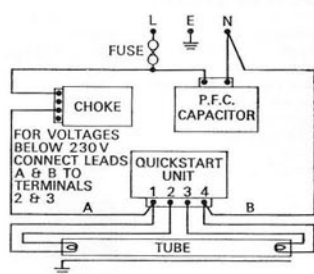 L E N
FUSE
CHOKE
P.F.C.
CAPACITOR
FOR VOLTAGES
BELOW 230 V
CONNECT LEADS
A & B TO
TERMINALS
2 & 3
QUICKSTART
UNIT
1 2 3 4
A B
TUBE